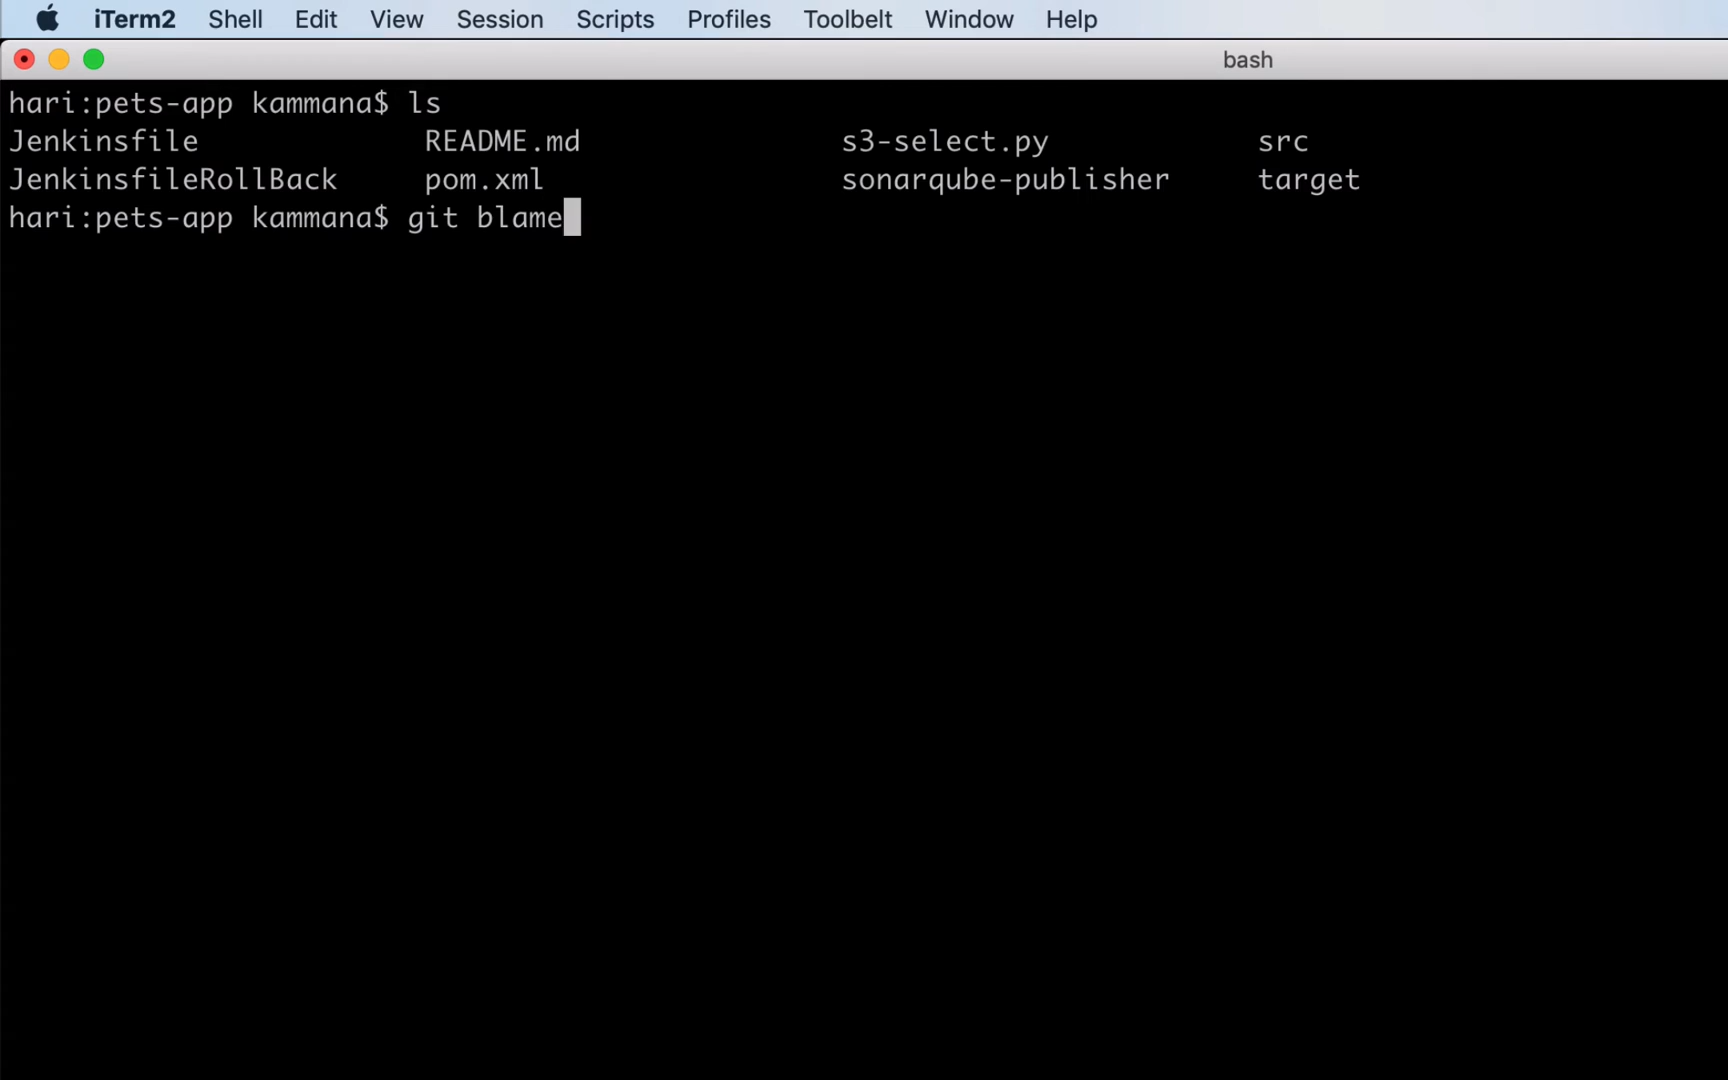 iTerm2 Shell Edit View Session Scripts Profiles Toolbelt Window Help
bash
hari:pets-app kammana$ ls
Jenkinsfile README.md s3-select.py src
JenkinsfileRollBack pom.xml sonarqube-publisher target
hari:pets-app kammana$ git blame